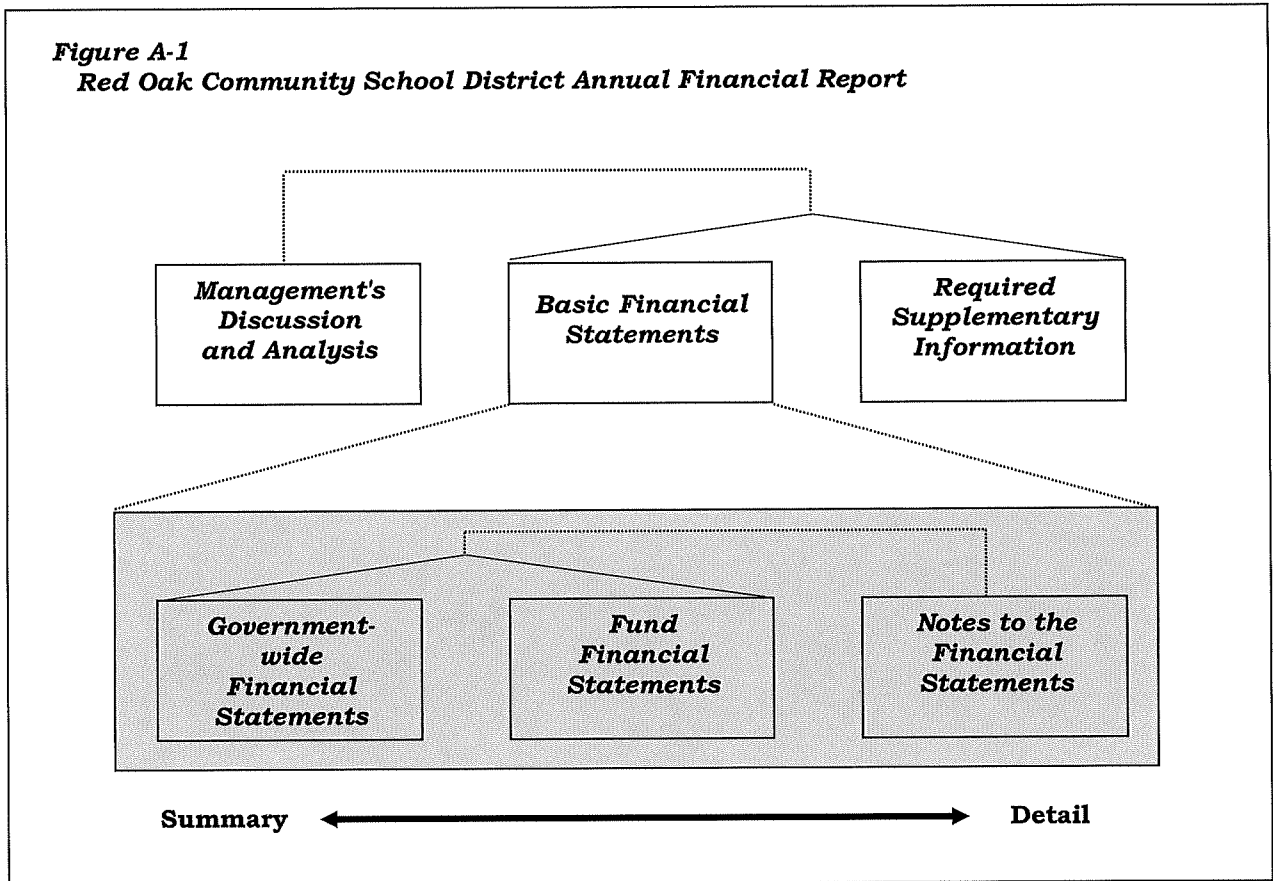 Figure A-1
Red Oak Community School District Annual Financial Report
Management's
Discussion
and Analysis
Basic Financial
Statements
Required
Supplementary
Information
Government-
wide
Financial
Statements
Fund
Financial
Statements
Notes to the
Financial
Statements
Summary
Detail